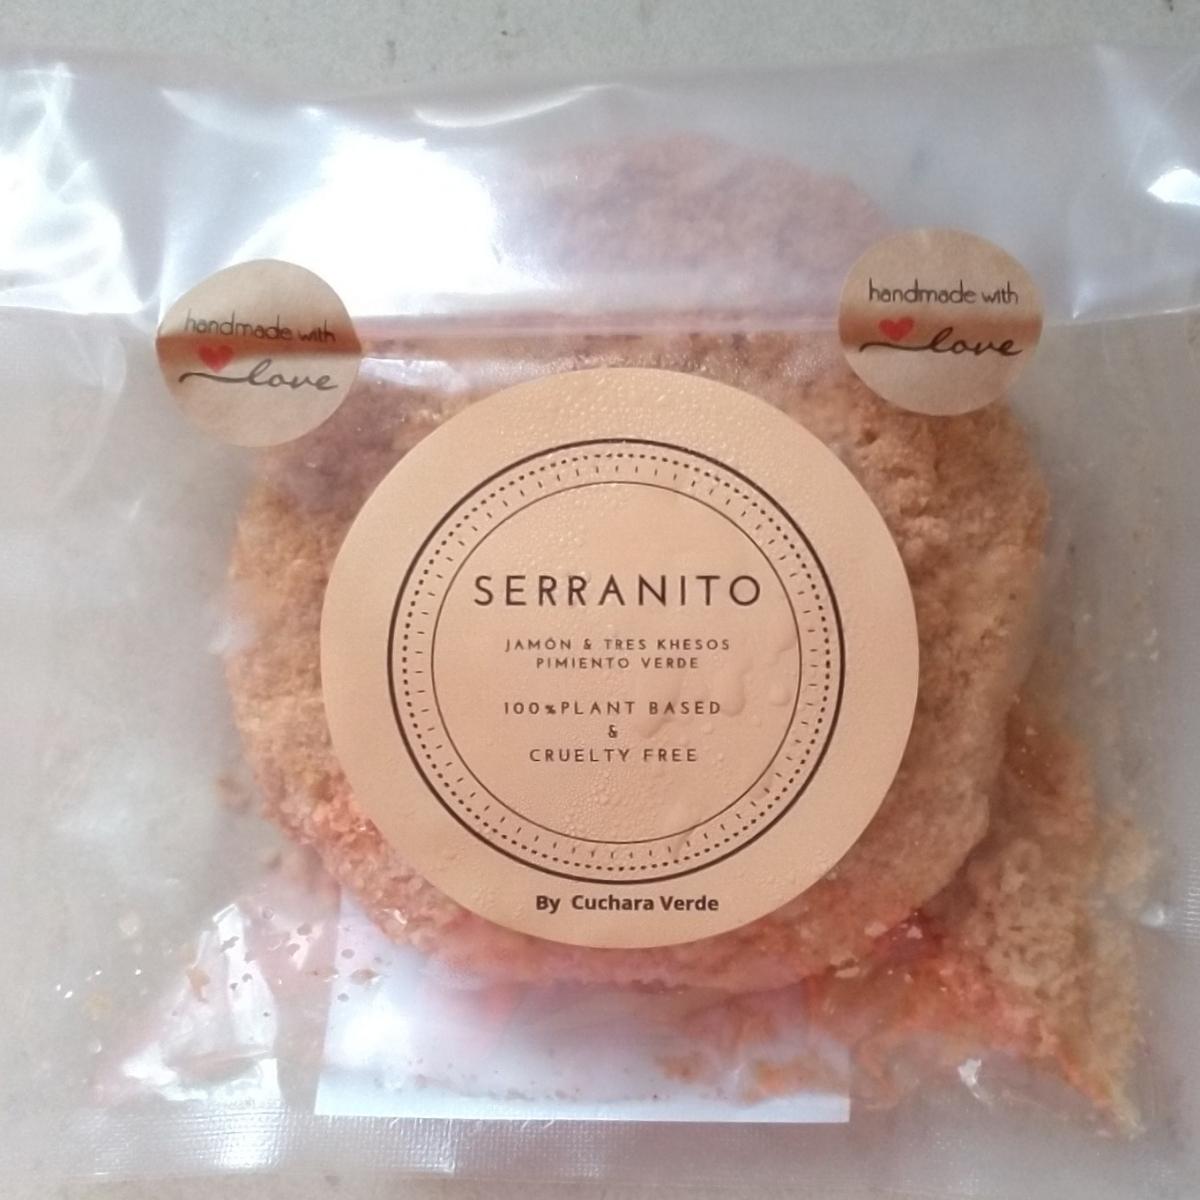 handmade with
love
handmade with
love
SERRANITO
JAMÓN & TRES KHESOS
PIMIENTO VERDE
100%PLANT BASED
&
CRUELTY FREE
By Cuchara Verde